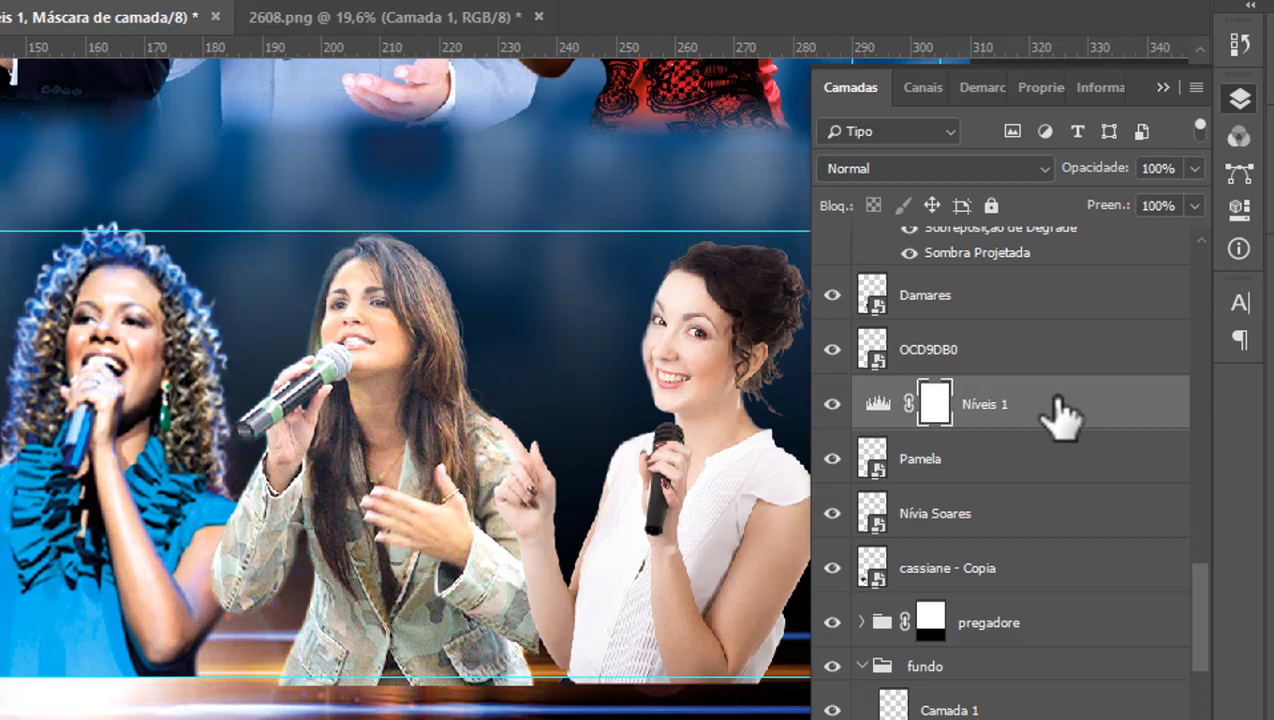 is 1, Máscara de camada/8) * ×
2608.png @ 19,6% (Camada 1, RGB/8) * ×
150 160 170 180 190 200 210 220 230 240 250 260 270 280 290 300 310 320 330 340
Camadas Canais Demarc Proprie Informa
Tipo
Normal Opacidade: 100%
Bloq.: Preen.: 100%
Sobreposição de Degradê
Sombra Projetada
Damares
OCD9DB0
Níveis 1
Pamela
Nívia Soares
cassiane - Copia
pregadore
fundo
Camada 1